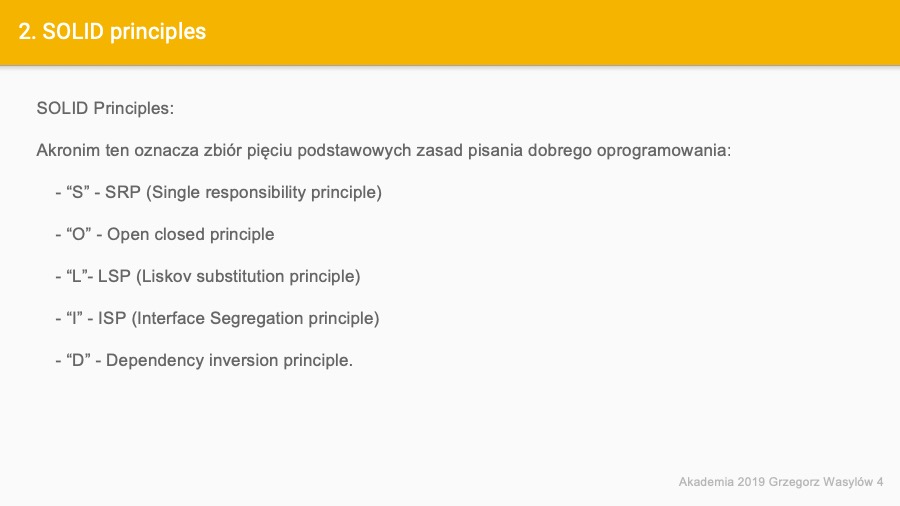 2. SOLID principles
SOLID Principles:
Akronim ten oznacza zbiór pięciu podstawowych zasad pisania dobrego oprogramowania:
- “S” - SRP (Single responsibility principle)
- “O” - Open closed principle
- “L”- LSP (Liskov substitution principle)
- “I” - ISP (Interface Segregation principle)
- “D” - Dependency inversion principle.
Akademia 2019 Grzegorz Wasylów 4